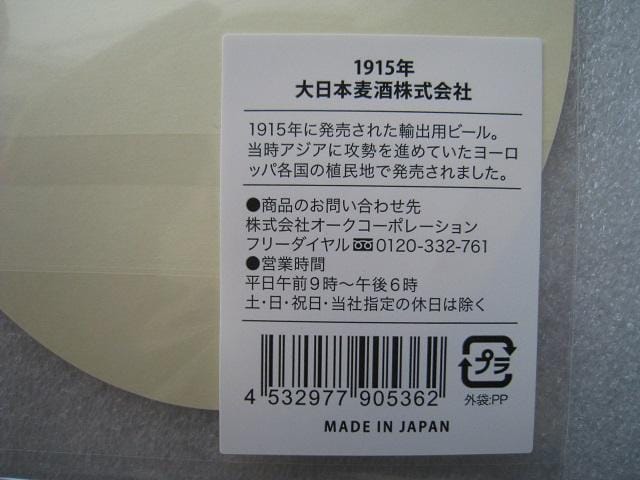 1915年
大日本麦酒株式会社
1915年に発売された輸出用ビール。
当時アジアに攻勢を進めていたヨーロ
ッパ各国の植民地で発売されました。
●商品のお問い合わせ先
株式会社オークコーポレーション
フリーダイヤル0120-332-761
●営業時間
平日午前9時〜午後6時
土・日・祝日・当社指定の休日は除く
4 532977 905362
プラ
外袋:PP
MADE IN JAPAN